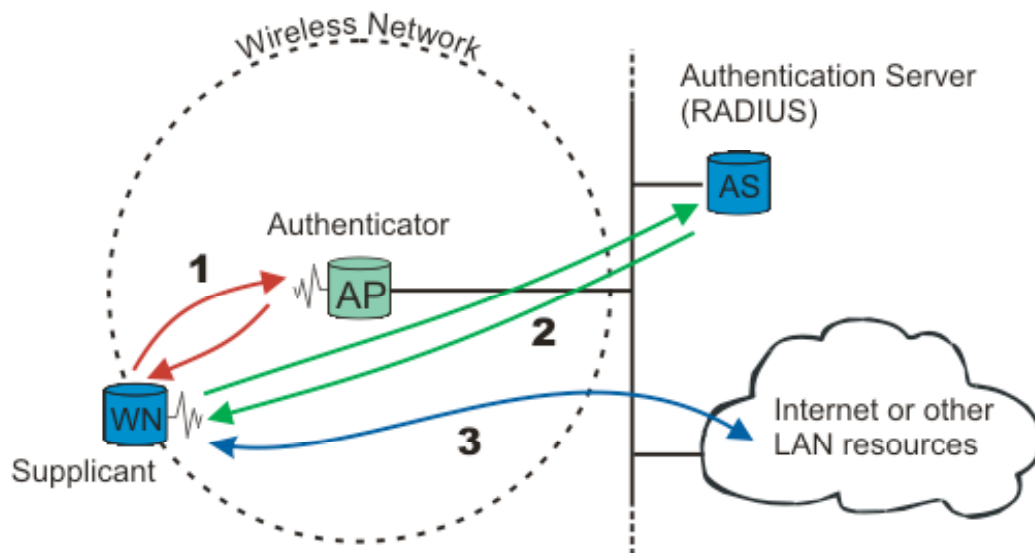 Wireless Network
Authentication Server
(RADIUS)
AS
Authenticator
1
AP
2
WN
3
Supplicant
Internet or other
LAN resources